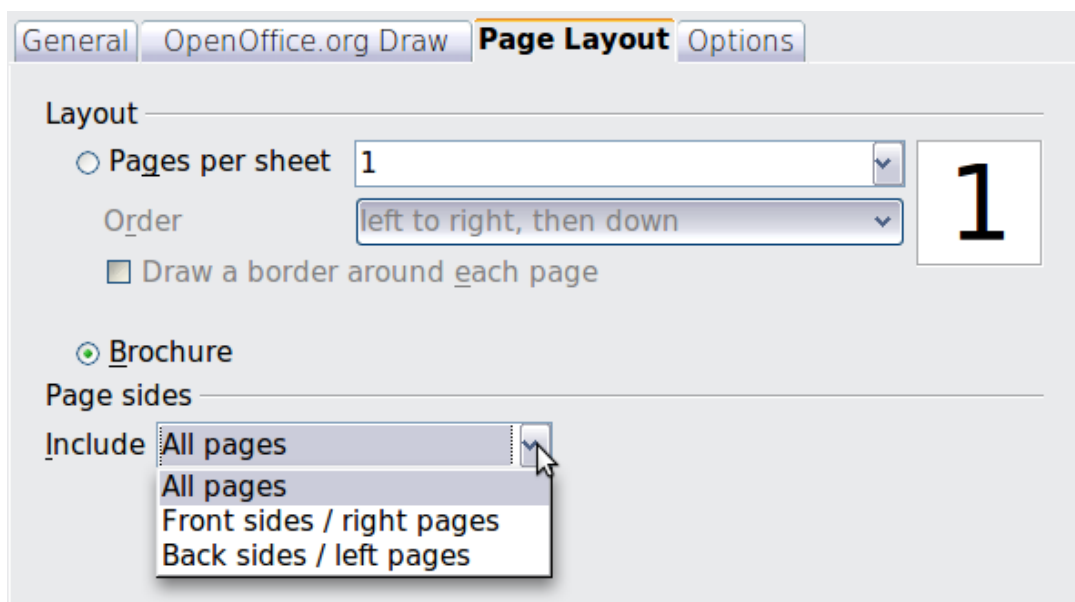 General OpenOffice.org Draw Page Layout Options
Layout
Pages per sheet 1
1
Order left to right, then down
Draw a border around each page
Brochure
Page sides
Include All pages
All pages
Front sides / right pages
Back sides / left pages